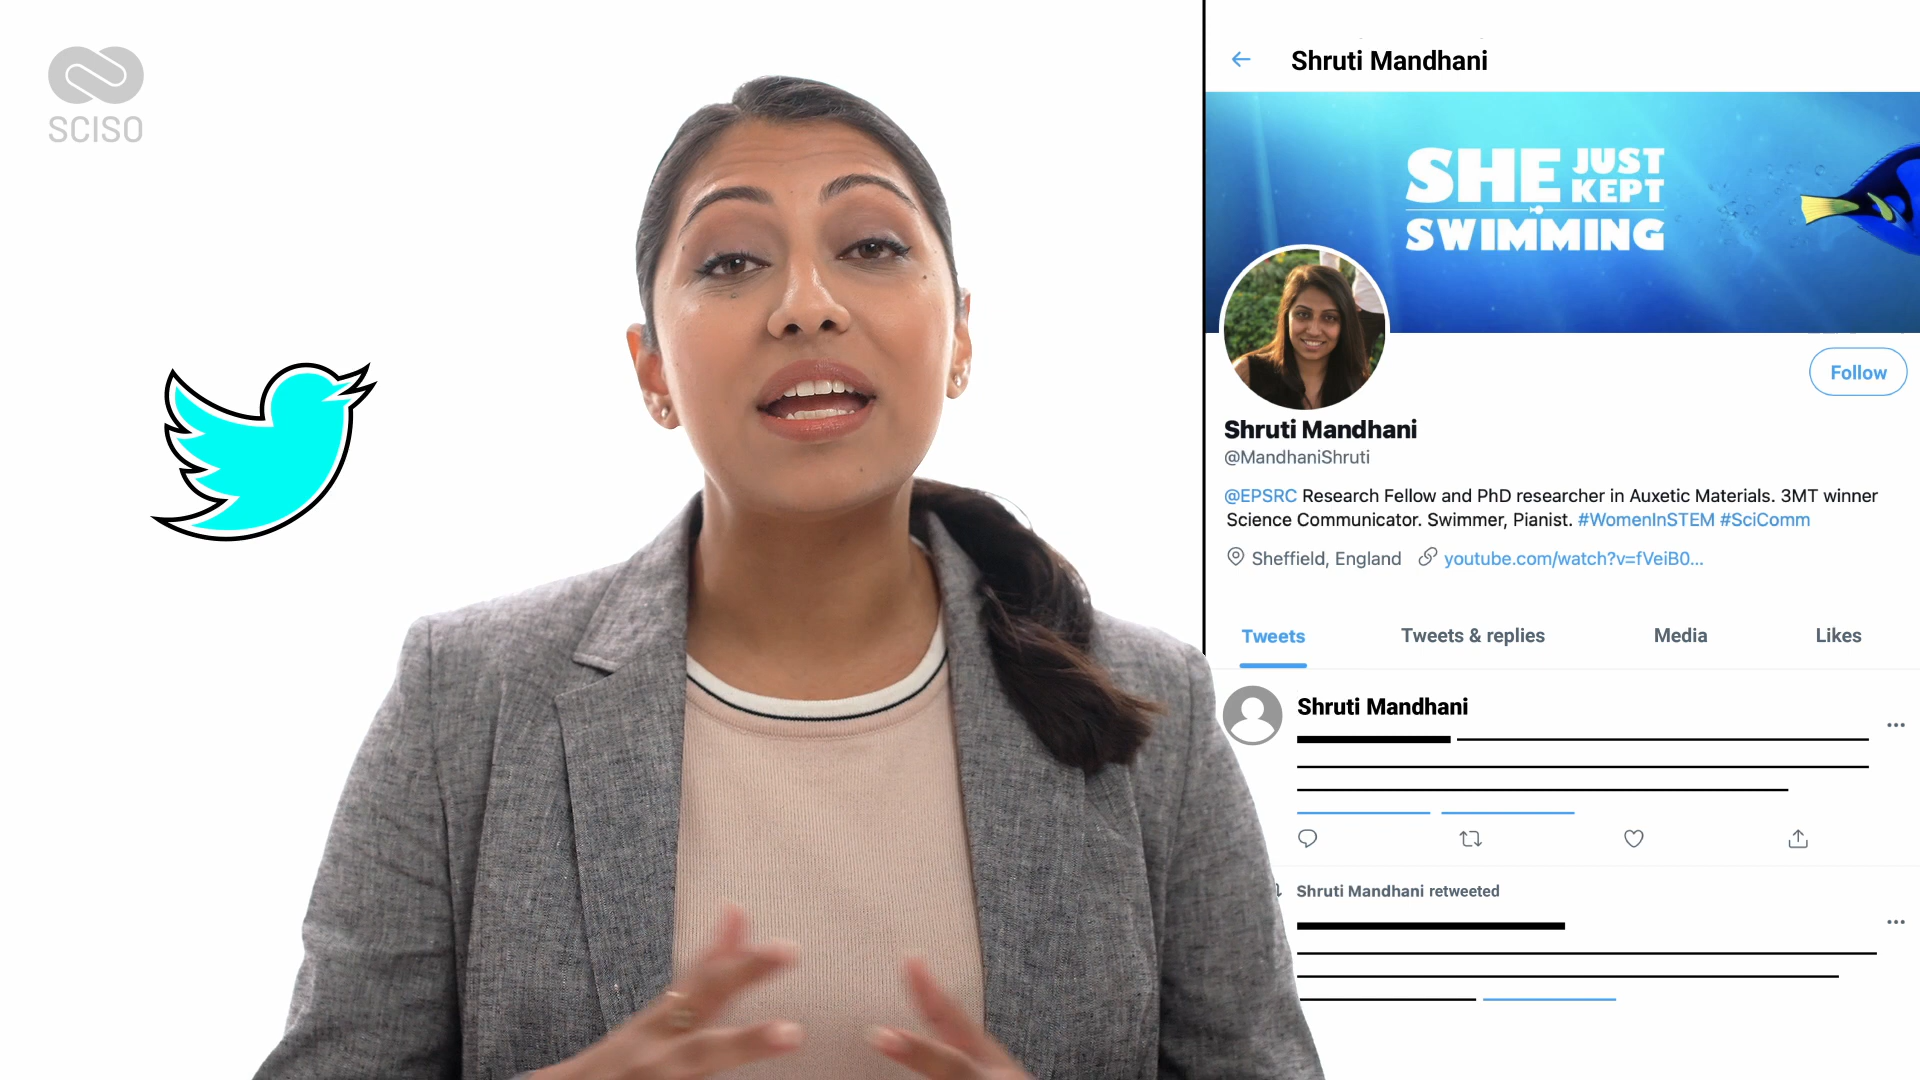 SCISO
Shruti Mandhani
SHE JUST KEPT
SWIMMING
Follow
Shruti Mandhani
@MandhaniShruti
@EPSRC Research Fellow and PhD researcher in Auxetic Materials. 3MT winner
Science Communicator. Swimmer, Pianist. #WomenInSTEM #SciComm
Sheffield, England youtube.com/watch?v=fVeiB0...
Tweets Tweets & replies Media Likes
Shruti Mandhani
Shruti Mandhani retweeted